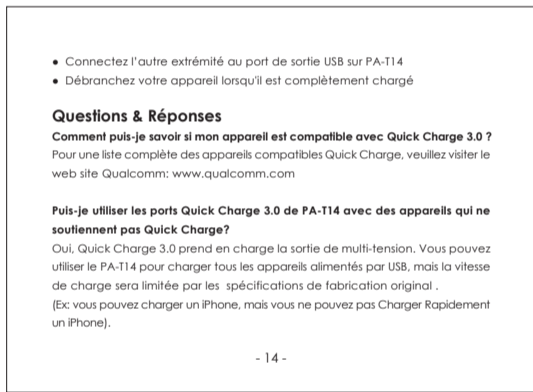 ● Connectez l'autre extrémité au port de sortie USB sur PA-T14
● Débranchez votre appareil lorsqu'il est complètement chargé
Questions & Réponses
Comment puis-je savoir si mon appareil est compatible avec Quick Charge 3.0 ?
Pour une liste complète des appareils compatibles Quick Charge, veuillez visiter le
web site Qualcomm: www.qualcomm.com
Puis-je utiliser les ports Quick Charge 3.0 de PA-T14 avec des appareils qui ne
soutiennent pas Quick Charge?
Oui, Quick Charge 3.0 prend en charge la sortie de multi-tension. Vous pouvez
utiliser le PA-T14 pour charger tous les appareils alimentés par USB, mais la vitesse
de charge sera limitée par les spécifications de fabrication original .
(Ex: vous pouvez charger un iPhone, mais vous ne pouvez pas Charger Rapidement
un iPhone).
- 14 -